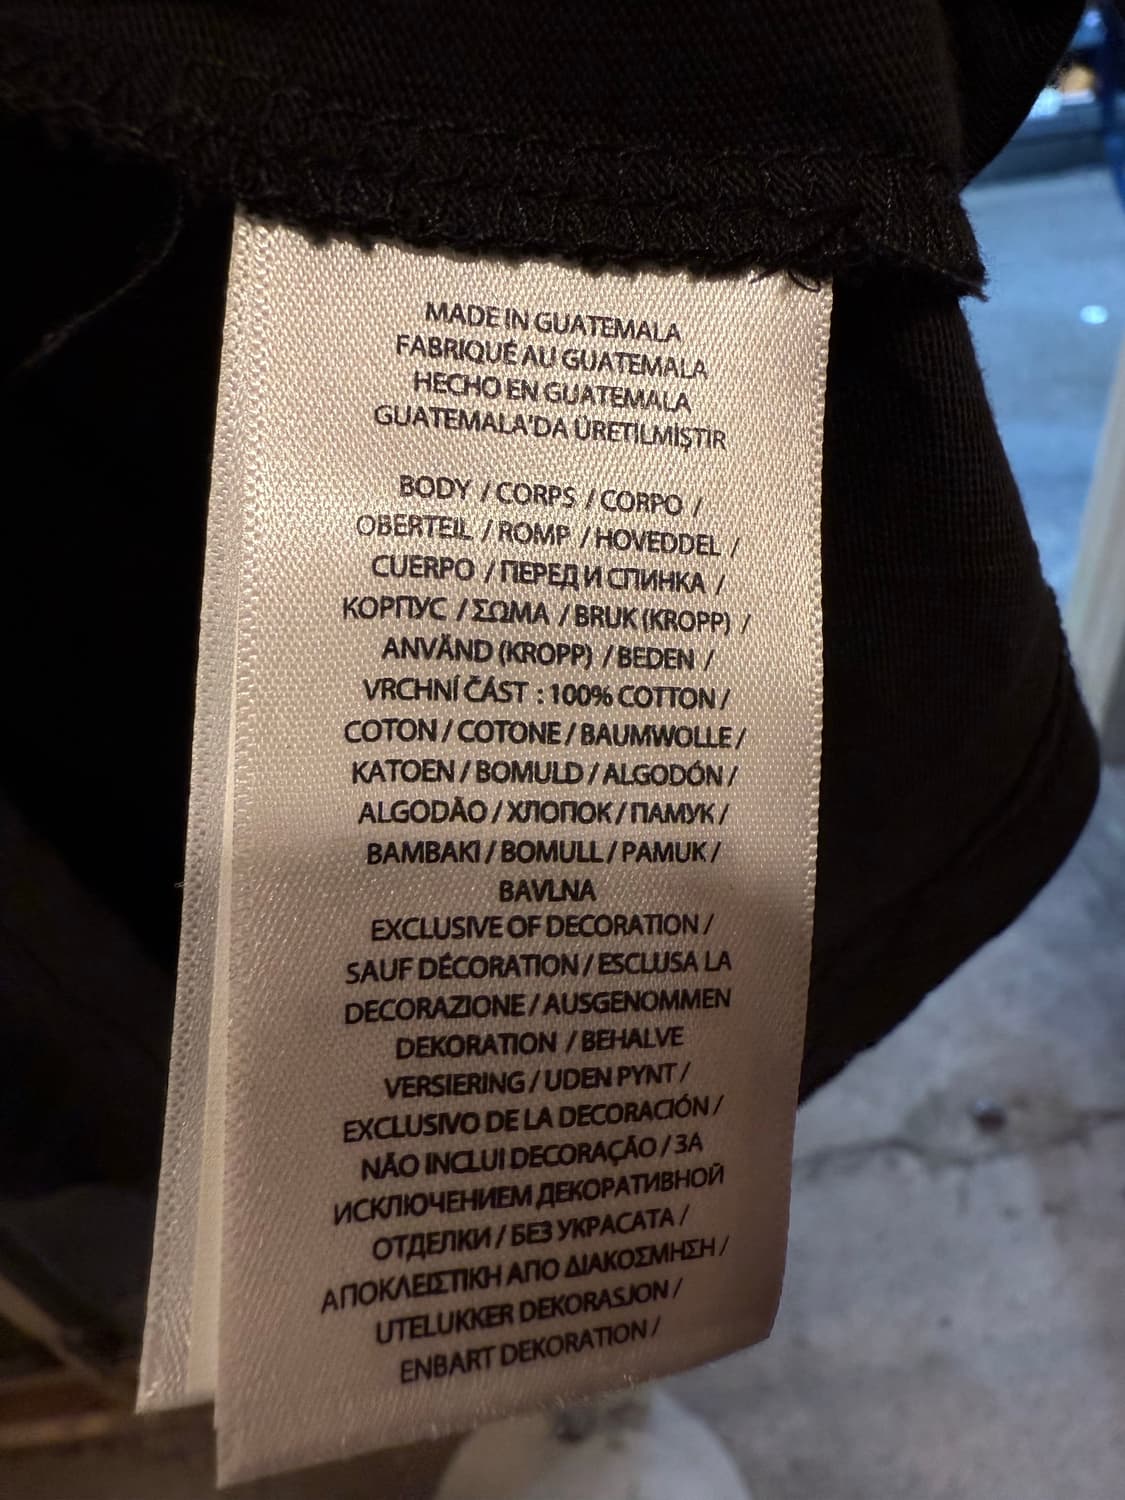 MADE IN GUATEMALA
FABRIQUÉ AU GUATEMALA
HECHO EN GUATEMALA
GUATEMALA'DA ÜRETILMIŞTIR
BODY / CORPS / CORPO /
OBERTEIL / ROMP / HOVEDDEL /
CUERPO / ПЕРЕД И СПИНКА /
КОРПУС / ΣΩΜΑ / BRUK (KROPP) /
ANVÄND (KROPP) / BEDEN /
VRCHNÍ ČÁST : 100% COTTON /
COTON / COTONE / BAUMWOLLE /
KATOEN / BOMULD / ALGODÓN /
ALGODÃO / ХЛОПОК / ПАМУК /
BAMBAKI / BOMULL / PAMUK /
BAVLNA
EXCLUSIVE OF DECORATION /
SAUF DÉCORATION / ESCLUSA LA
DECORAZIONE / AUSGENOMMEN
DEKORATION / BEHALVE
VERSIERING / UDEN PYNT /
EXCLUSIVO DE LA DECORACIÓN /
NÃO INCLUI DECORAÇÃO / ЗА
ИСКЛЮЧЕНИЕМ ДЕКОРАТИВНОЙ
ОТДЕЛКИ / БЕЗ УКРАСАТА /
ΑΠΟΚΛΕΙΣΤΙΚΗ ΑΠΟ ΔΙΑΚΟΣΜΗΣΗ /
UTELUKKER DEKORASJON /
ENBART DEKORATION /